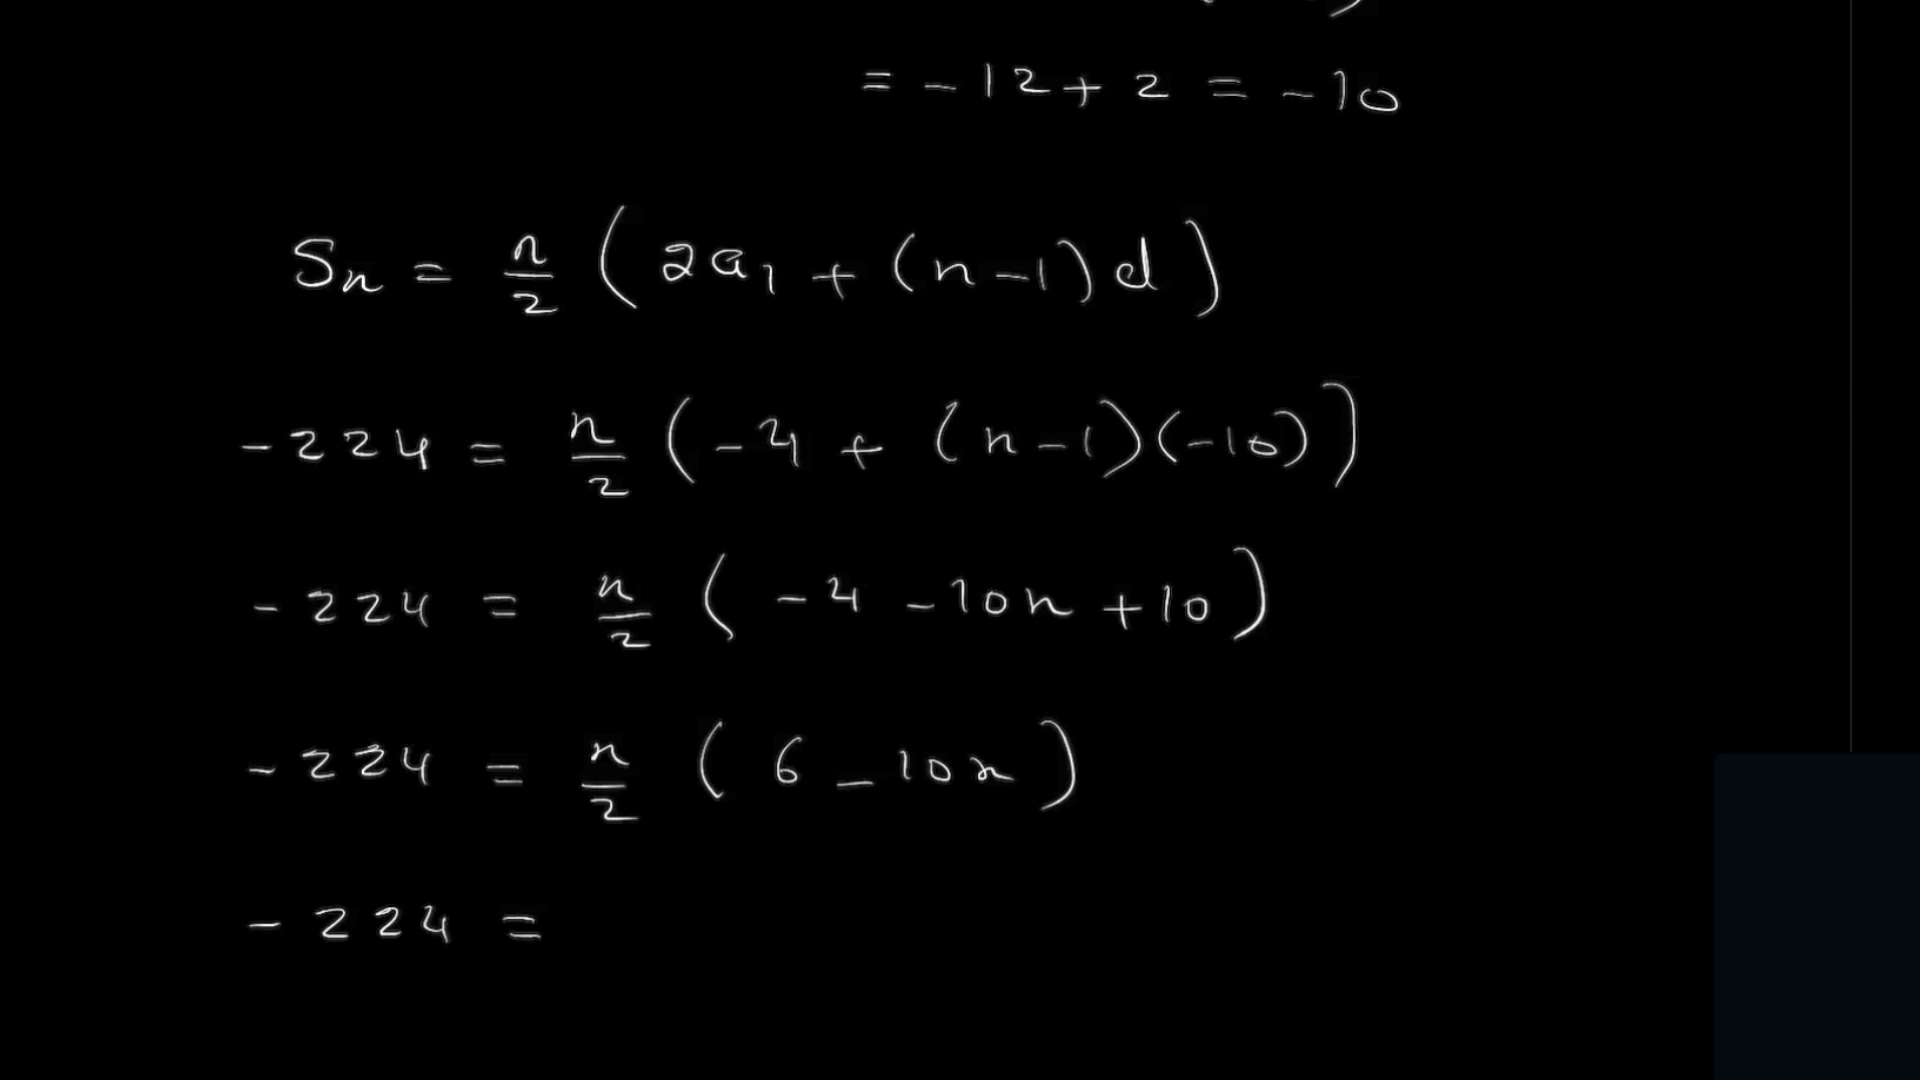 = -12 + 2 = -10
Sn = n/2 ( 2a1 + (n-1) d )
-224 = n/2 ( -4 + (n-1)(-10) )
-224 = n/2 ( -4 -10n +10 )
-224 = n/2 ( 6 - 10n )
-224 =